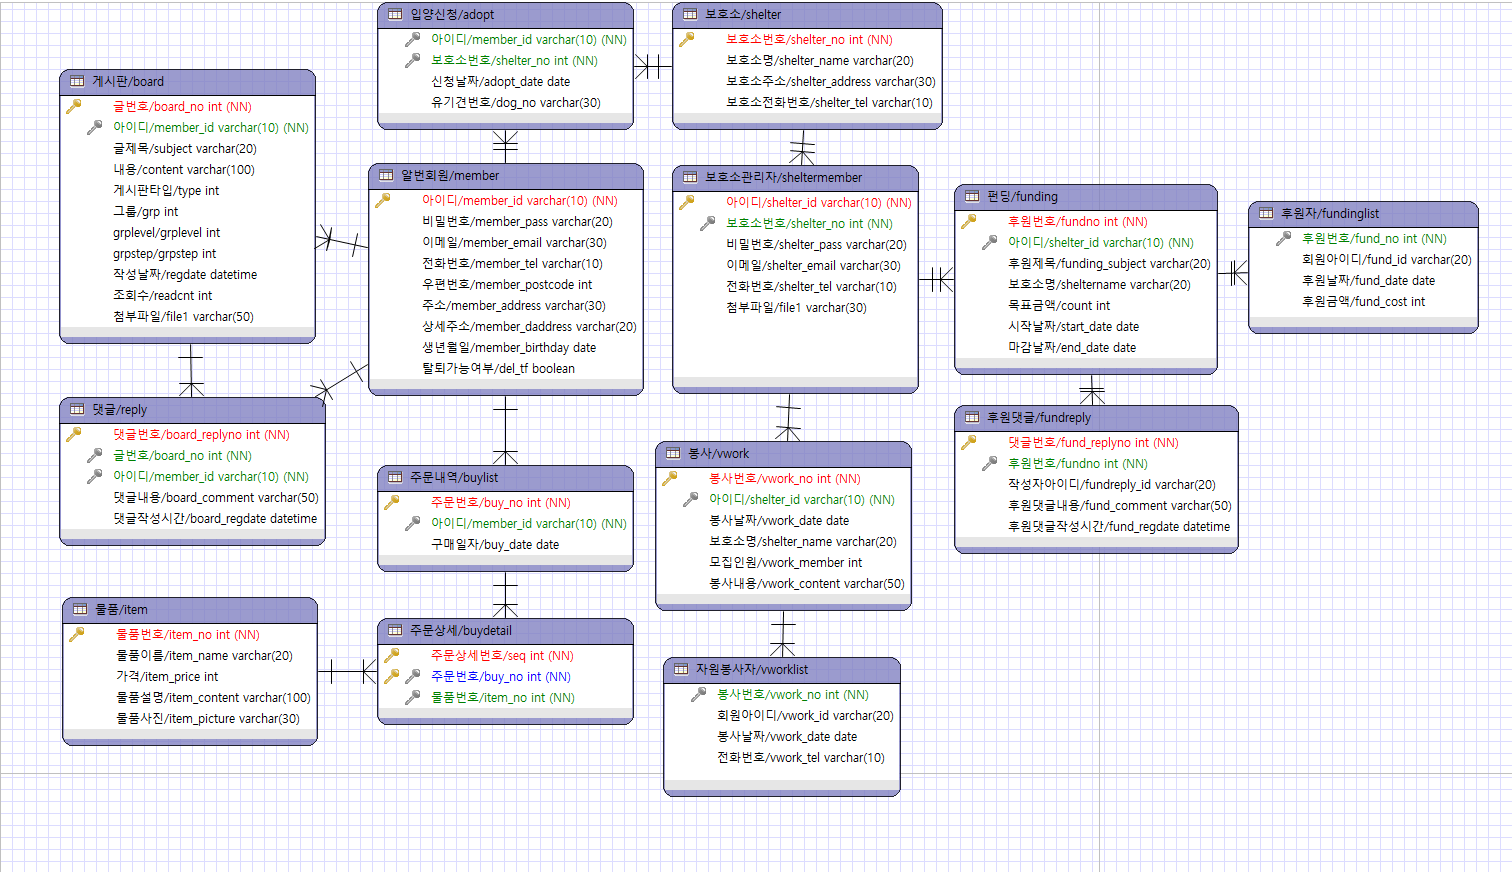 입양신청/adopt
아이디/member_id varchar(10) (NN)
보호소번호/shelter_no int (NN)
신청날짜/adopt_date date
유기견번호/dog_no varchar(30)
보호소/shelter
보호소번호/shelter_no int (NN)
보호소명/shelter_name varchar(20)
보호소주소/shelter_address varchar(30)
보호소전화번호/shelter_tel varchar(10)
게시판/board
글번호/board_no int (NN)
아이디/member_id varchar(10) (NN)
글제목/subject varchar(20)
내용/content varchar(100)
게시판타입/type int
그룹/grp int
grplevel/grplevel int
grpstep/grpstep int
작성날짜/regdate datetime
조회수/readcnt int
첨부파일/file1 varchar(50)
알번회원/member
아이디/member_id varchar(10) (NN)
비밀번호/member_pass varchar(20)
이메일/member_email varchar(30)
전화번호/member_tel varchar(10)
우편번호/member_postcode int
주소/member_address varchar(30)
상세주소/member_daddress varchar(20)
생년월일/member_birthday date
탈퇴가능여부/del_tf boolean
보호소관리자/sheltermember
아이디/shelter_id varchar(10) (NN)
보호소번호/shelter_no int (NN)
비밀번호/shelter_pass varchar(20)
이메일/shelter_email varchar(30)
전화번호/shelter_tel varchar(10)
첨부파일/file1 varchar(30)
펀딩/funding
후원번호/fundno int (NN)
아이디/shelter_id varchar(10) (NN)
후원제목/funding_subject varchar(20)
보호소명/sheltername varchar(20)
목표금액/count int
시작날짜/start_date date
마감날짜/end_date date
후원자/fundinglist
후원번호/fund_no int (NN)
회원아이디/fund_id varchar(20)
후원날짜/fund_date date
후원금액/fund_cost int
댓글/reply
댓글번호/board_replyno int (NN)
글번호/board_no int (NN)
아이디/member_id varchar(10) (NN)
댓글내용/board_comment varchar(50)
댓글작성시간/board_regdate datetime
주문내역/buylist
주문번호/buy_no int (NN)
아이디/member_id varchar(10) (NN)
구매일자/buy_date date
봉사/vwork
봉사번호/vwork_no int (NN)
아이디/shelter_id varchar(10) (NN)
봉사날짜/vwork_date date
보호소명/shelter_name varchar(20)
모집인원/vwork_member int
봉사내용/vwork_content varchar(50)
후원댓글/fundreply
댓글번호/fund_replyno int (NN)
후원번호/fundno int (NN)
작성자아이디/fundreply_id varchar(20)
후원댓글내용/fund_comment varchar(50)
후원댓글작성시간/fund_regdate datetime
물품/item
물품번호/item_no int (NN)
물품이름/item_name varchar(20)
가격/item_price int
물품설명/item_content varchar(100)
물품사진/item_picture varchar(30)
주문상세/buydetail
주문상세번호/seq int (NN)
주문번호/buy_no int (NN)
물품번호/item_no int (NN)
자원봉사자/vworklist
봉사번호/vwork_no int (NN)
회원아이디/vwork_id varchar(20)
봉사날짜/vwork_date date
전화번호/vwork_tel varchar(10)